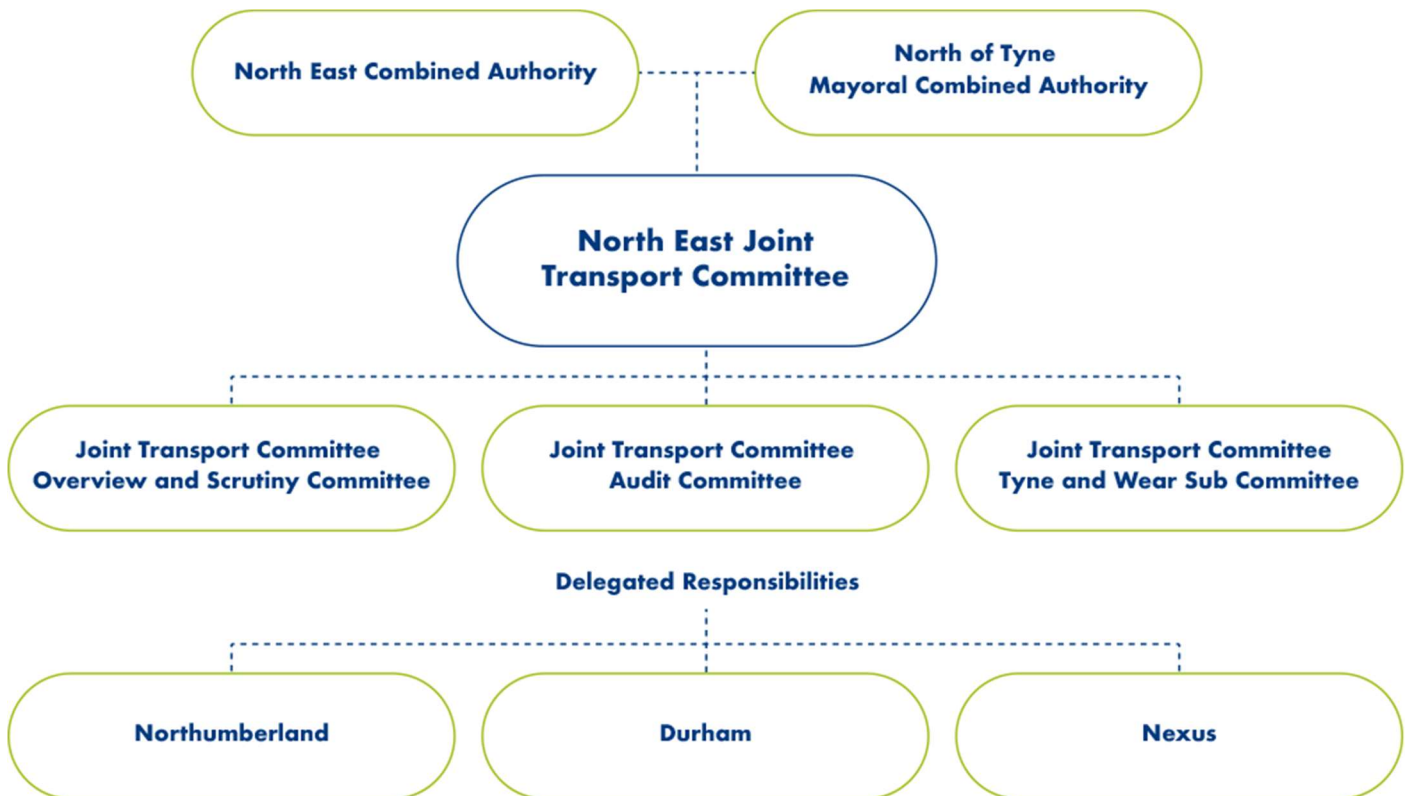 North East Combined Authority
North of Tyne
Mayoral Combined Authority
North East Joint
Transport Committee
Joint Transport Committee
Overview and Scrutiny Committee
Joint Transport Committee
Audit Committee
Joint Transport Committee
Tyne and Wear Sub Committee
Delegated Responsibilities
Northumberland
Durham
Nexus